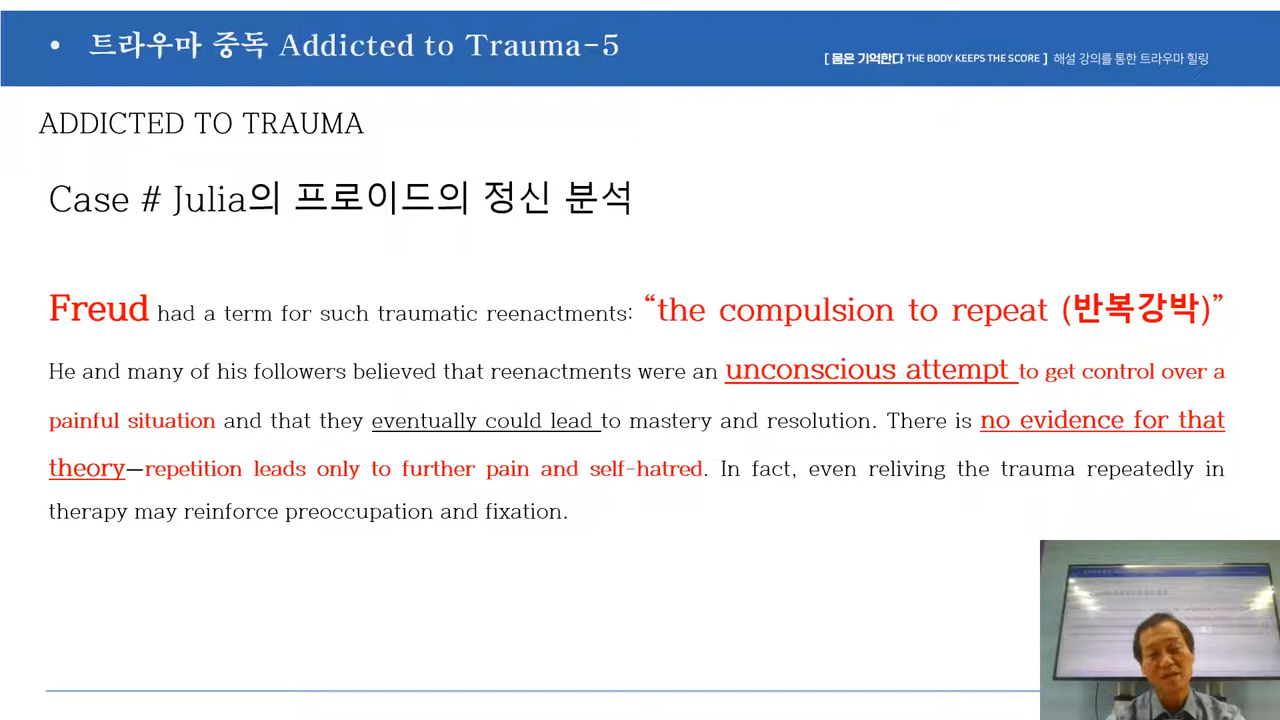 • 트라우마 중독 Addicted to Trauma-5
[ 몸은 기억한다 THE BODY KEEPS THE SCORE ] 해설 강의를 통한 트라우마 힐링
ADDICTED TO TRAUMA
Case # Julia의 프로이드의 정신 분석
Freud had a term for such traumatic reenactments: “the compulsion to repeat (반복강박)”
He and many of his followers believed that reenactments were an unconscious attempt to get control over a
painful situation and that they eventually could lead to mastery and resolution. There is no evidence for that
theory—repetition leads only to further pain and self-hatred. In fact, even reliving the trauma repeatedly in
therapy may reinforce preoccupation and fixation.